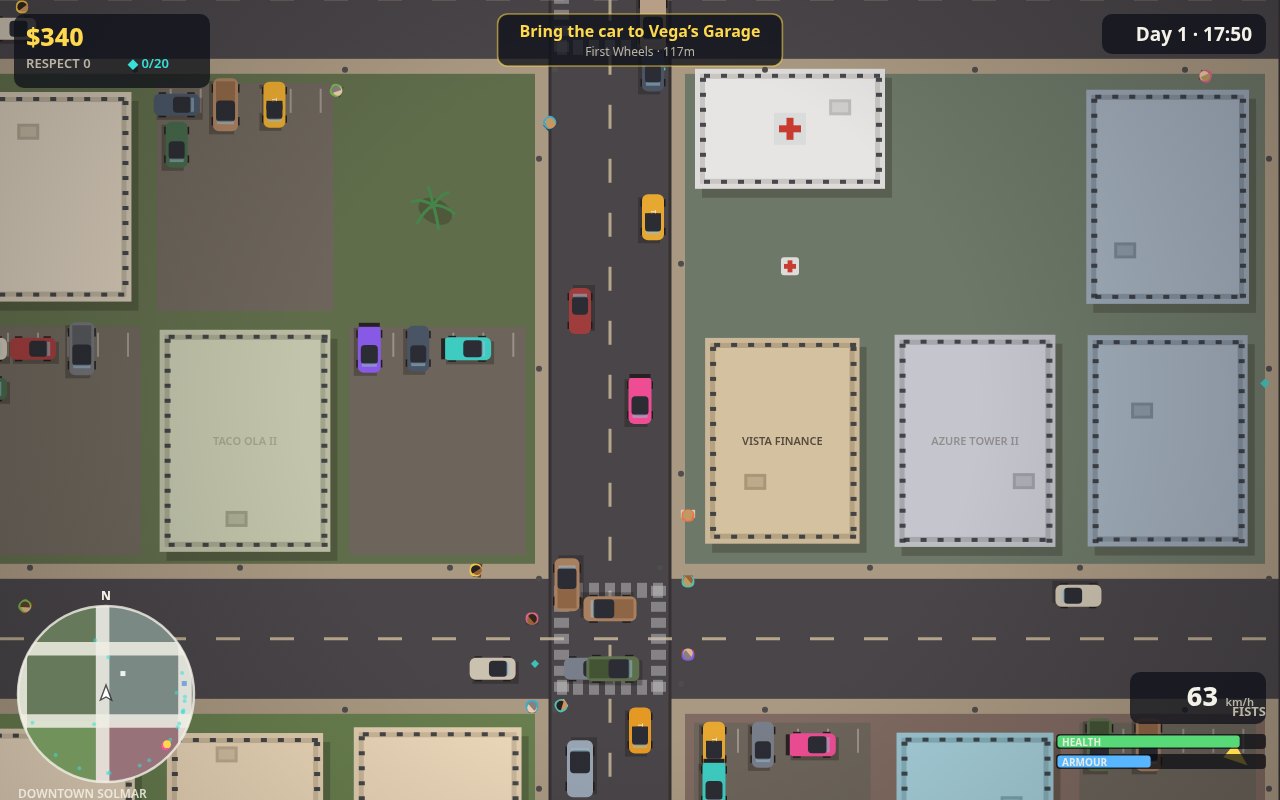 $340
RESPECT 0
◆ 0/20
Bring the car to Vega's Garage
First Wheels · 117m
Day 1 · 17:50
TACO OLA II
VISTA FINANCE
AZURE TOWER II
N
DOWNTOWN SOLMAR
63 km/h
FISTS
HEALTH
ARMOUR